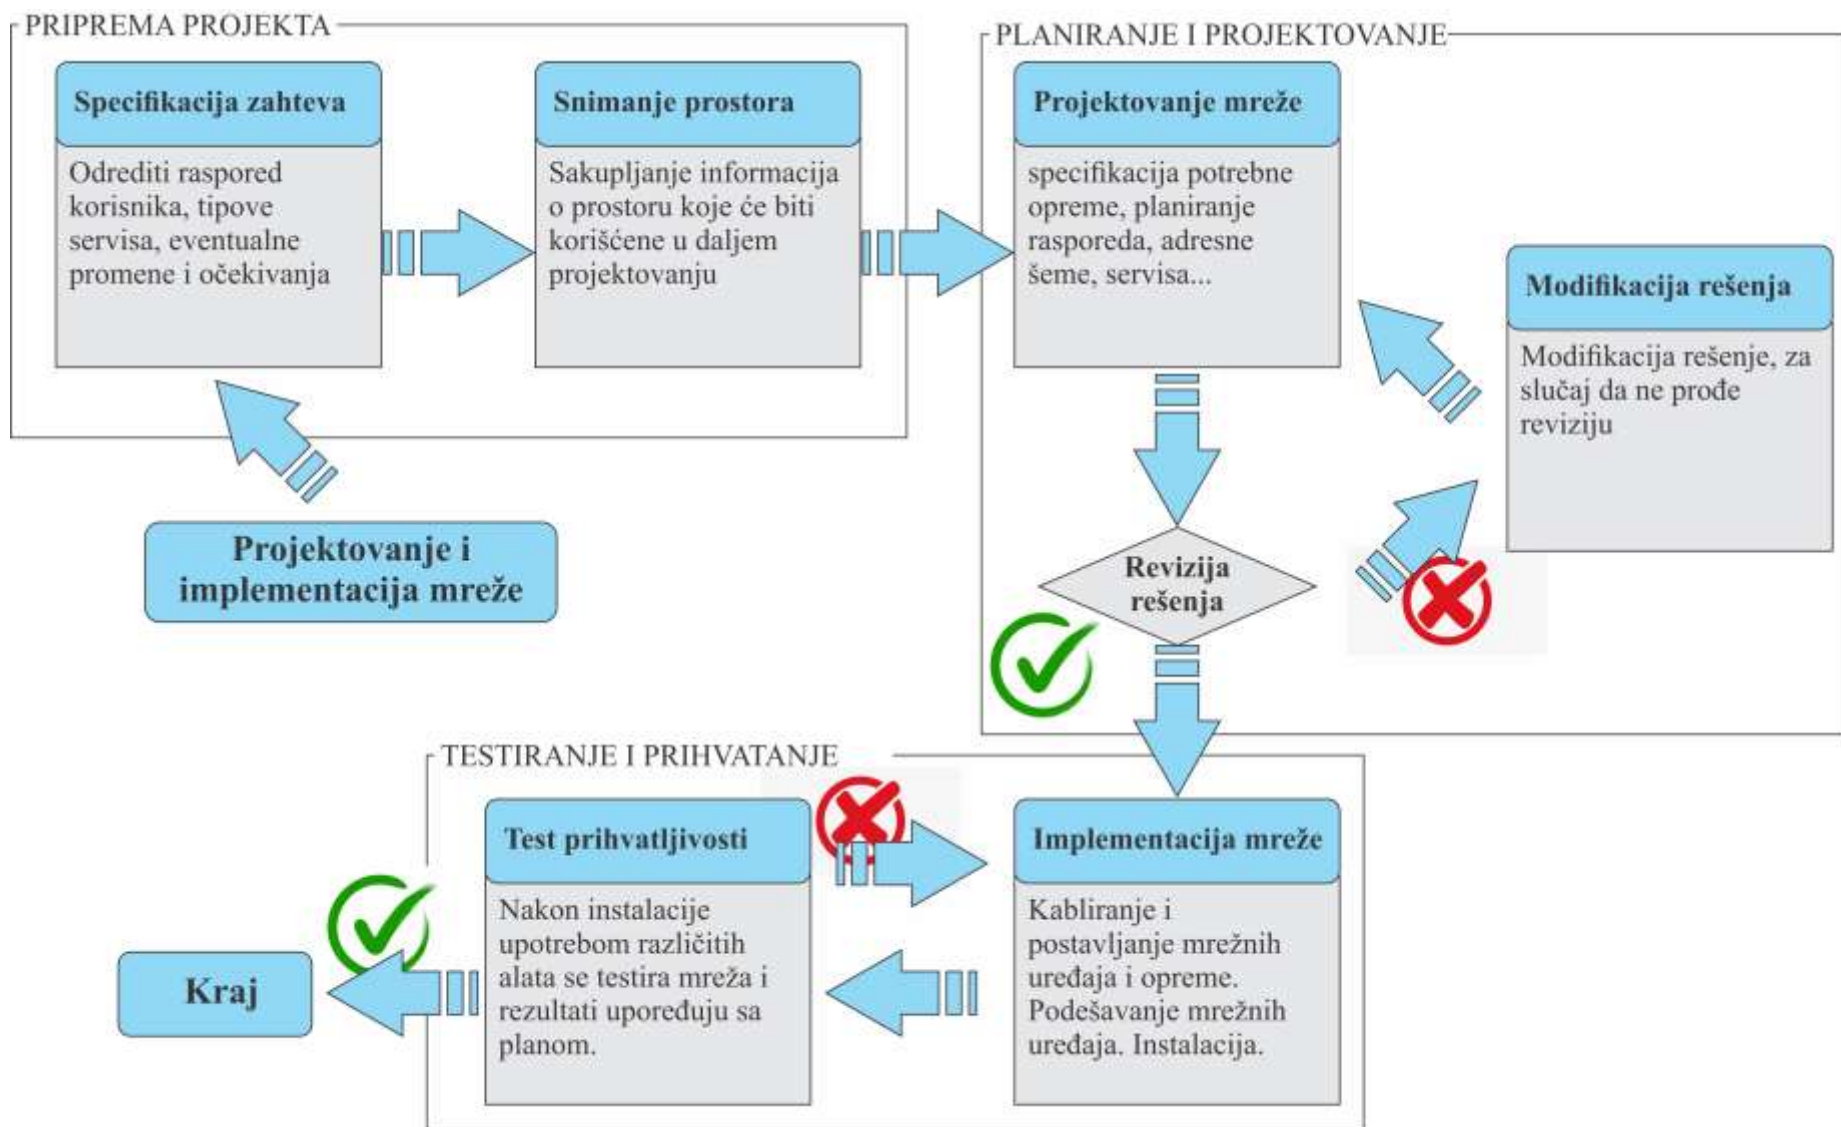 PRIPREMA PROJEKTA
Specifikacija zahteva
Odrediti raspored
korisnika, tipove
servisa, eventualne
promene i očekivanja
Snimanje prostora
Sakupljanje informacija
o prostoru koje će biti
korišćene u daljem
projektovanju
Projektovanje i
implementacija mreže
PLANIRANJE I PROJEKTOVANJE
Projektovanje mreže
specifikacija potrebne
opreme, planiranje
rasporeda, adresne
šeme, servisa...
Modifikacija rešenja
Modifikacija rešenje, za
slučaj da ne prođe
reviziju
Revizija
rešenja
TESTIRANJE I PRIHVATANJE
Implementacija mreže
Kabliranje i
postavljanje mrežnih
uređaja i opreme.
Podešavanje mrežnih
uređaja. Instalacija.
Test prihvatljivosti
Nakon instalacije
upotrebom različitih
alata se testira mreža i
rezultati upoređuju sa
planom.
Kraj